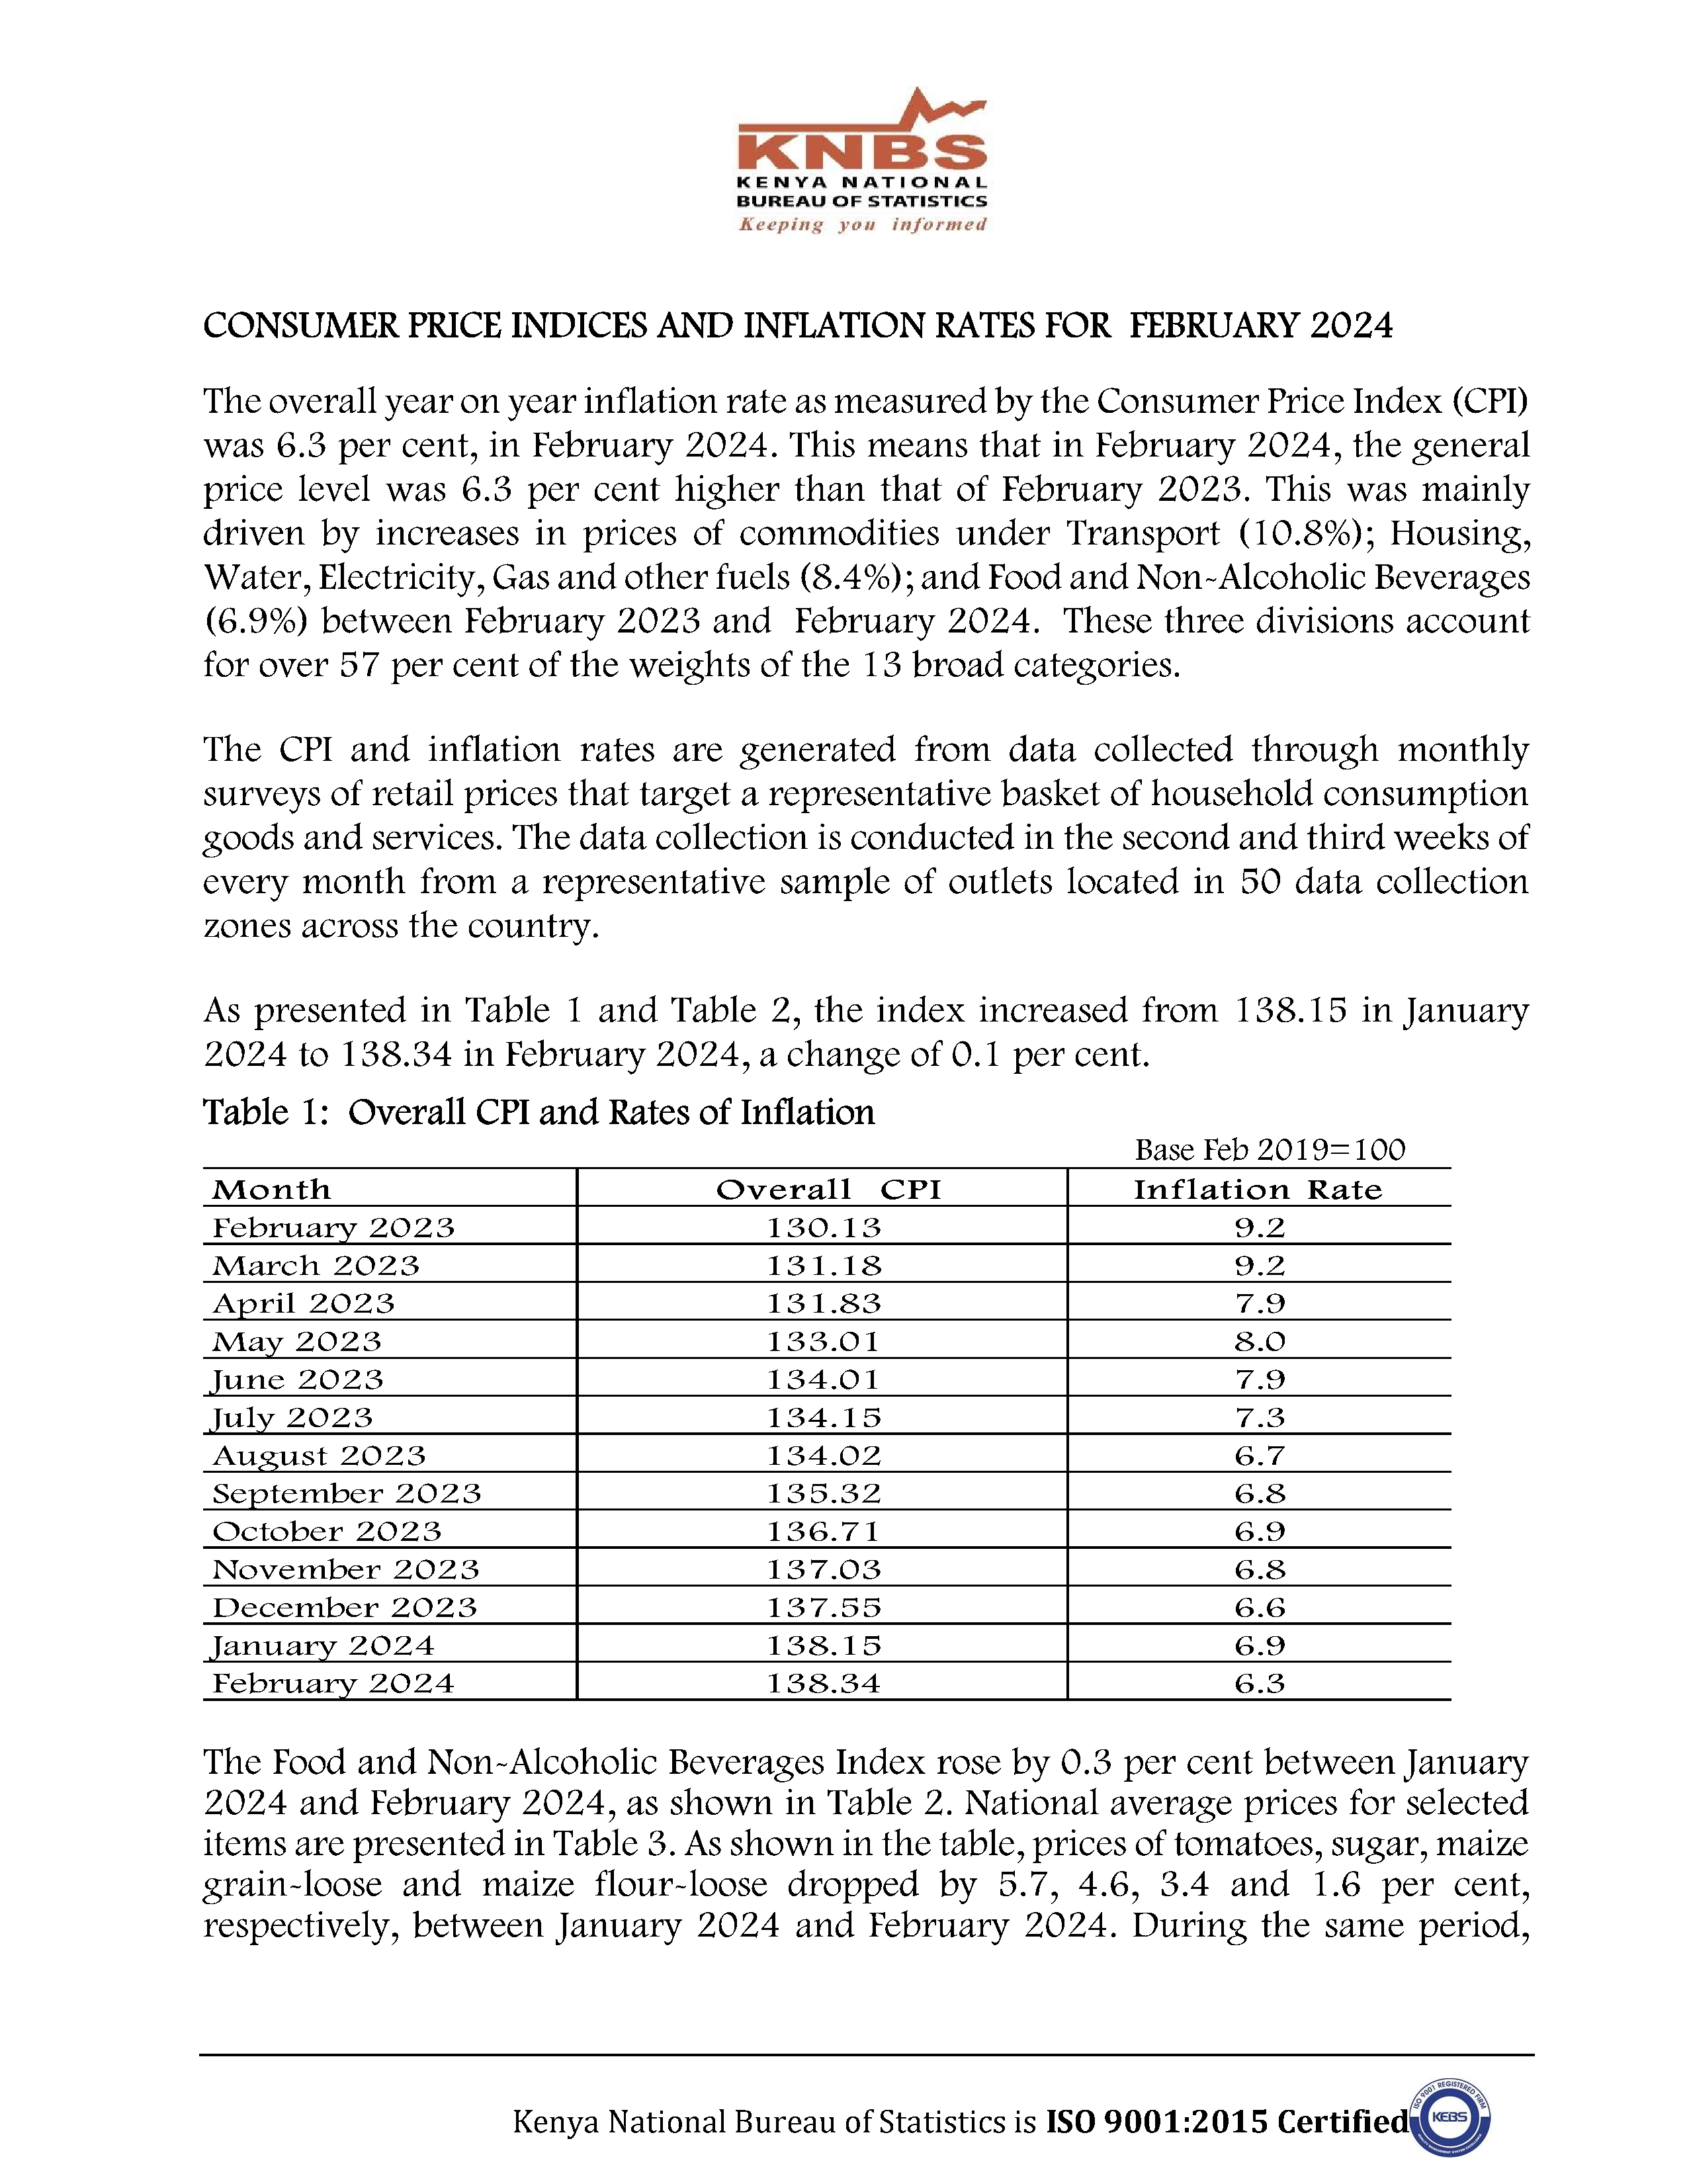 KNBS
KENYA NATIONAL
BUREAU OF STATISTICS
Keeping you informed
CONSUMER PRICE INDICES AND INFLATION RATES FOR FEBRUARY 2024
The overall year on year inflation rate as measured by the Consumer Price Index (CPI)
was 6.3 per cent, in February 2024. This means that in February 2024, the general
price level was 6.3 per cent higher than that of February 2023. This was mainly
driven by increases in prices of commodities under Transport (10.8%); Housing,
Water, Electricity, Gas and other fuels (8.4%); and Food and Non-Alcoholic Beverages
(6.9%) between February 2023 and February 2024. These three divisions account
for over 57 per cent of the weights of the 13 broad categories.
The CPI and inflation rates are generated from data collected through monthly
surveys of retail prices that target a representative basket of household consumption
goods and services. The data collection is conducted in the second and third weeks of
every month from a representative sample of outlets located in 50 data collection
zones across the country.
As presented in Table 1 and Table 2, the index increased from 138.15 in January
2024 to 138.34 in February 2024, a change of 0.1 per cent.
Table 1: Overall CPI and Rates of Inflation
Base Feb 2019=100
Month Overall CPI Inflation Rate
February 2023 130.13 9.2
March 2023 131.18 9.2
April 2023 131.83 7.9
May 2023 133.01 8.0
June 2023 134.01 7.9
July 2023 134.15 7.3
August 2023 134.02 6.7
September 2023 135.32 6.8
October 2023 136.71 6.9
November 2023 137.03 6.8
December 2023 137.55 6.6
January 2024 138.15 6.9
February 2024 138.34 6.3
The Food and Non-Alcoholic Beverages Index rose by 0.3 per cent between January
2024 and February 2024, as shown in Table 2. National average prices for selected
items are presented in Table 3. As shown in the table, prices of tomatoes, sugar, maize
grain-loose and maize flour-loose dropped by 5.7, 4.6, 3.4 and 1.6 per cent,
respectively, between January 2024 and February 2024. During the same period,
Kenya National Bureau of Statistics is ISO 9001:2015 Certified
ISO 9001 REGISTERED FIRM
KEBS